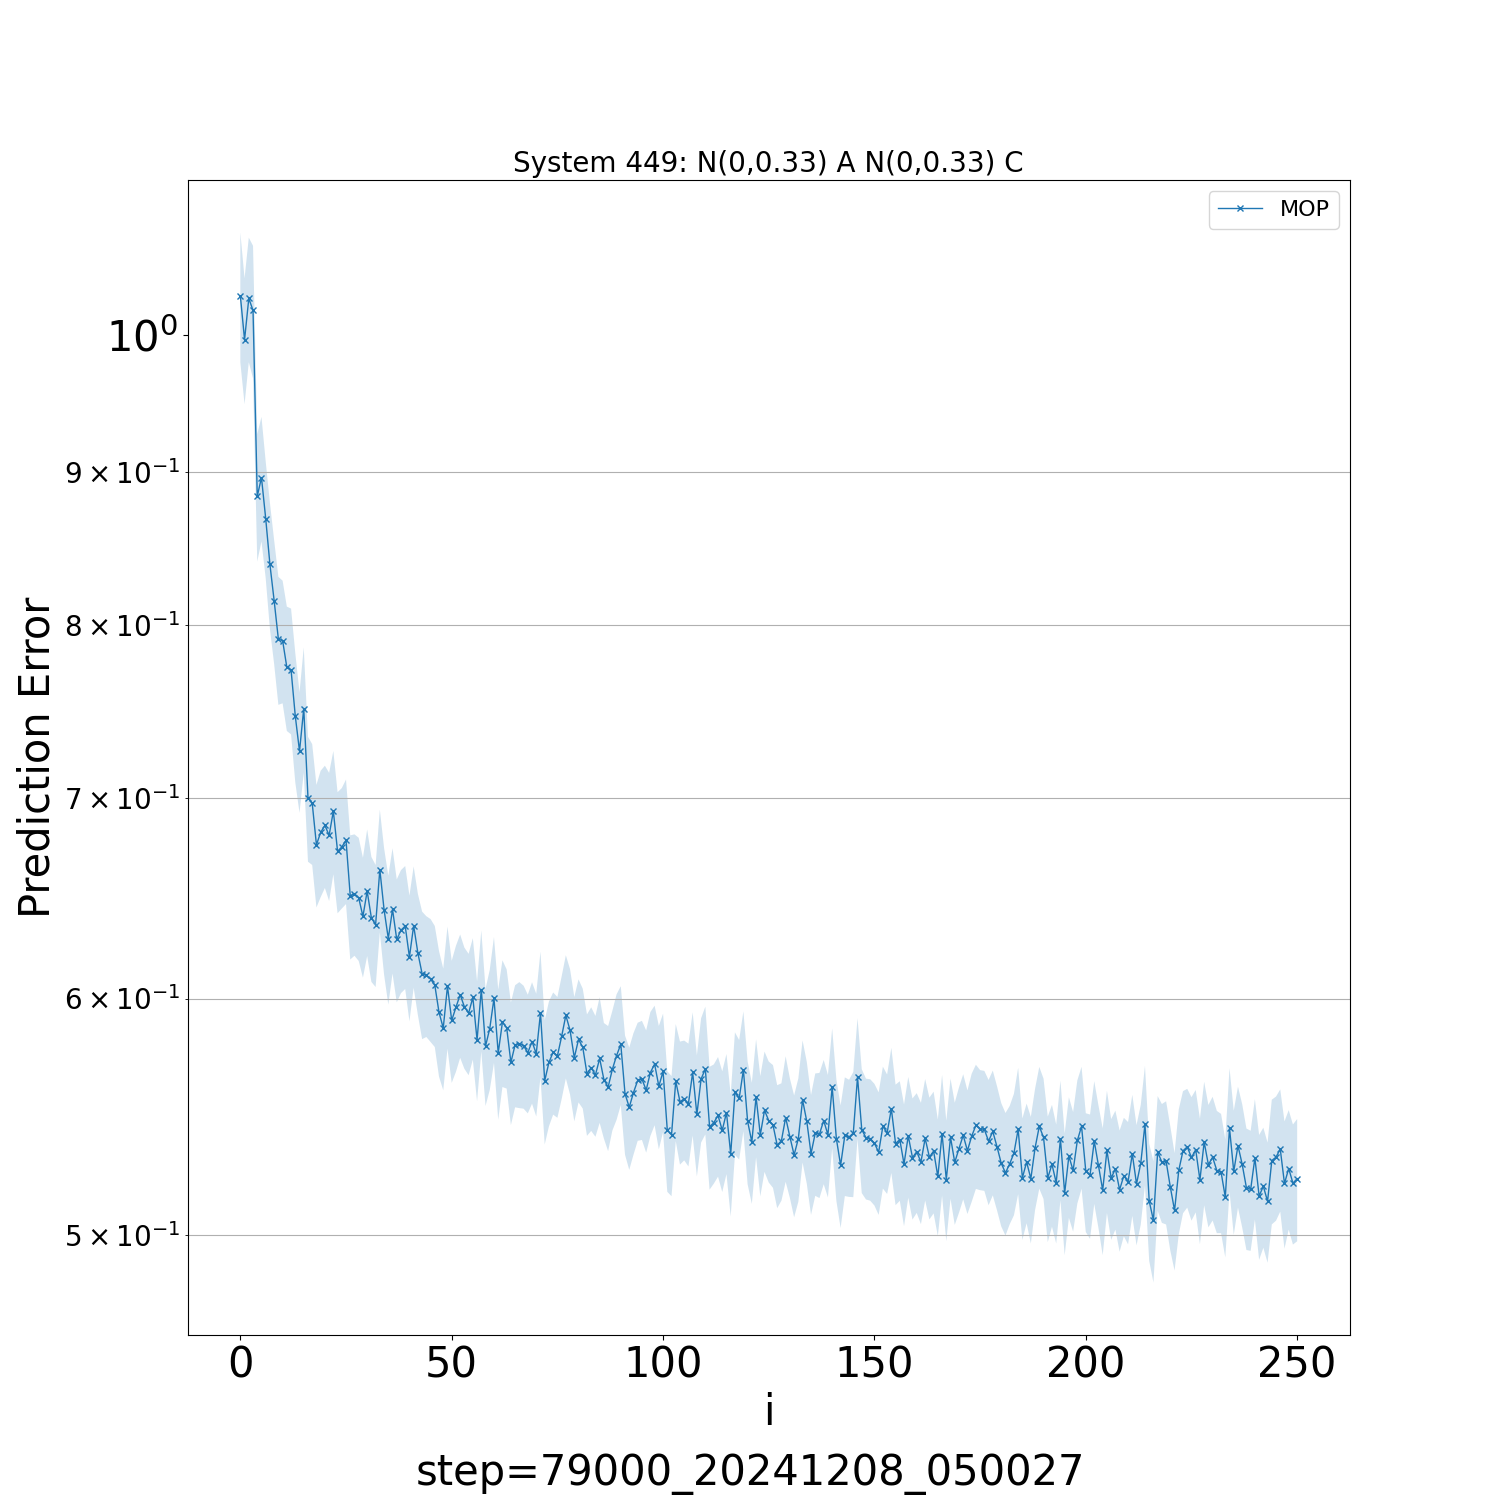 System 449: N(0,0.33) A N(0,0.33) C
MOP
10⁰
9 × 10⁻¹
8 × 10⁻¹
7 × 10⁻¹
6 × 10⁻¹
5 × 10⁻¹
Prediction Error
0 50 100 150 200 250
i
step=79000_20241208_050027